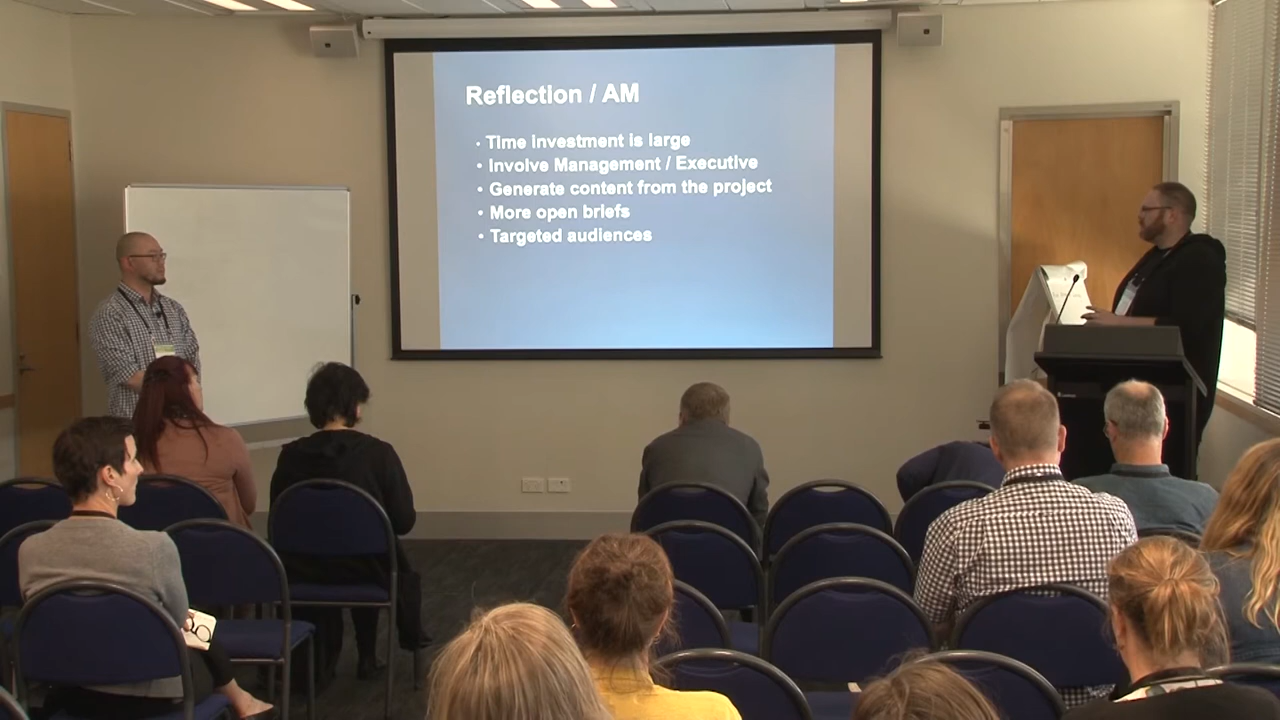 Reflection / AM
• Time investment is large
• Involve Management / Executive
• Generate content from the project
• More open briefs
• Targeted audiences